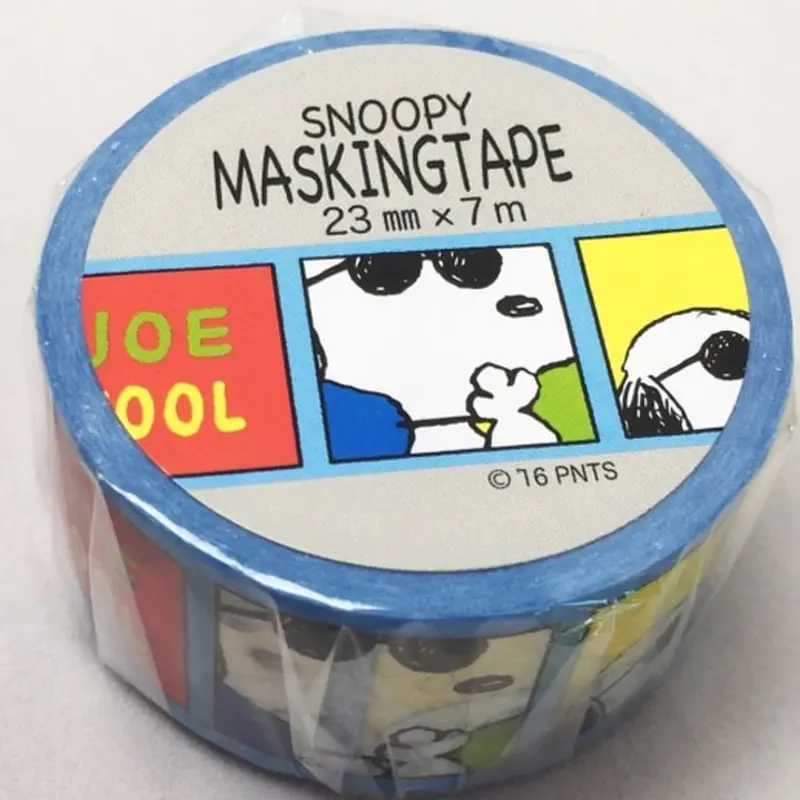 SNOOPY
MASKINGTAPE
23 mm × 7 m
JOE
OOL
© '16 PNTS